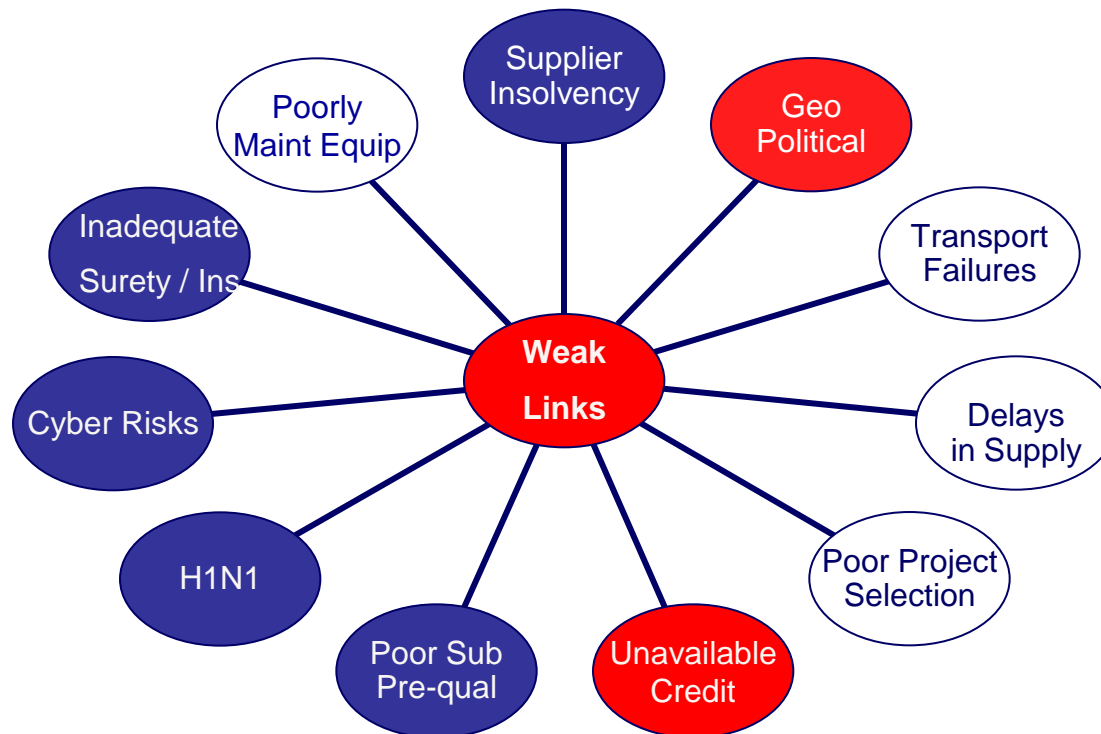 Supplier
Insolvency
Geo
Political
Poorly
Maint Equip
Transport
Failures
Inadequate
Surety / Ins
Weak
Links
Cyber Risks
Delays
in Supply
H1N1
Poor Project
Selection
Poor Sub
Pre-qual
Unavailable
Credit